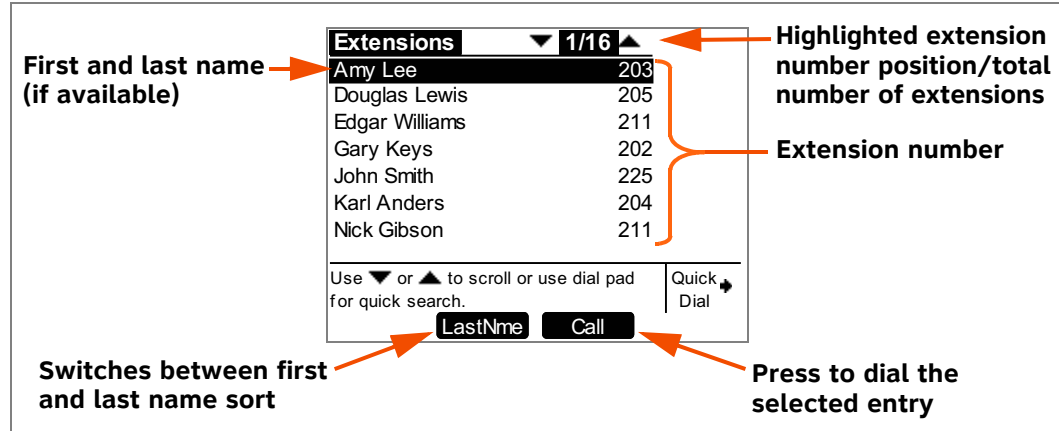 Extensions ▼ 1/16 ▲
Amy Lee 203
Douglas Lewis 205
Edgar Williams 211
Gary Keys 202
John Smith 225
Karl Anders 204
Nick Gibson 211
Use ▼ or ▲ to scroll or use dial pad
for quick search.
Quick
Dial
LastNme Call
First and last name
(if available)
Highlighted extension
number position/total
number of extensions
Extension number
Switches between first
and last name sort
Press to dial the
selected entry